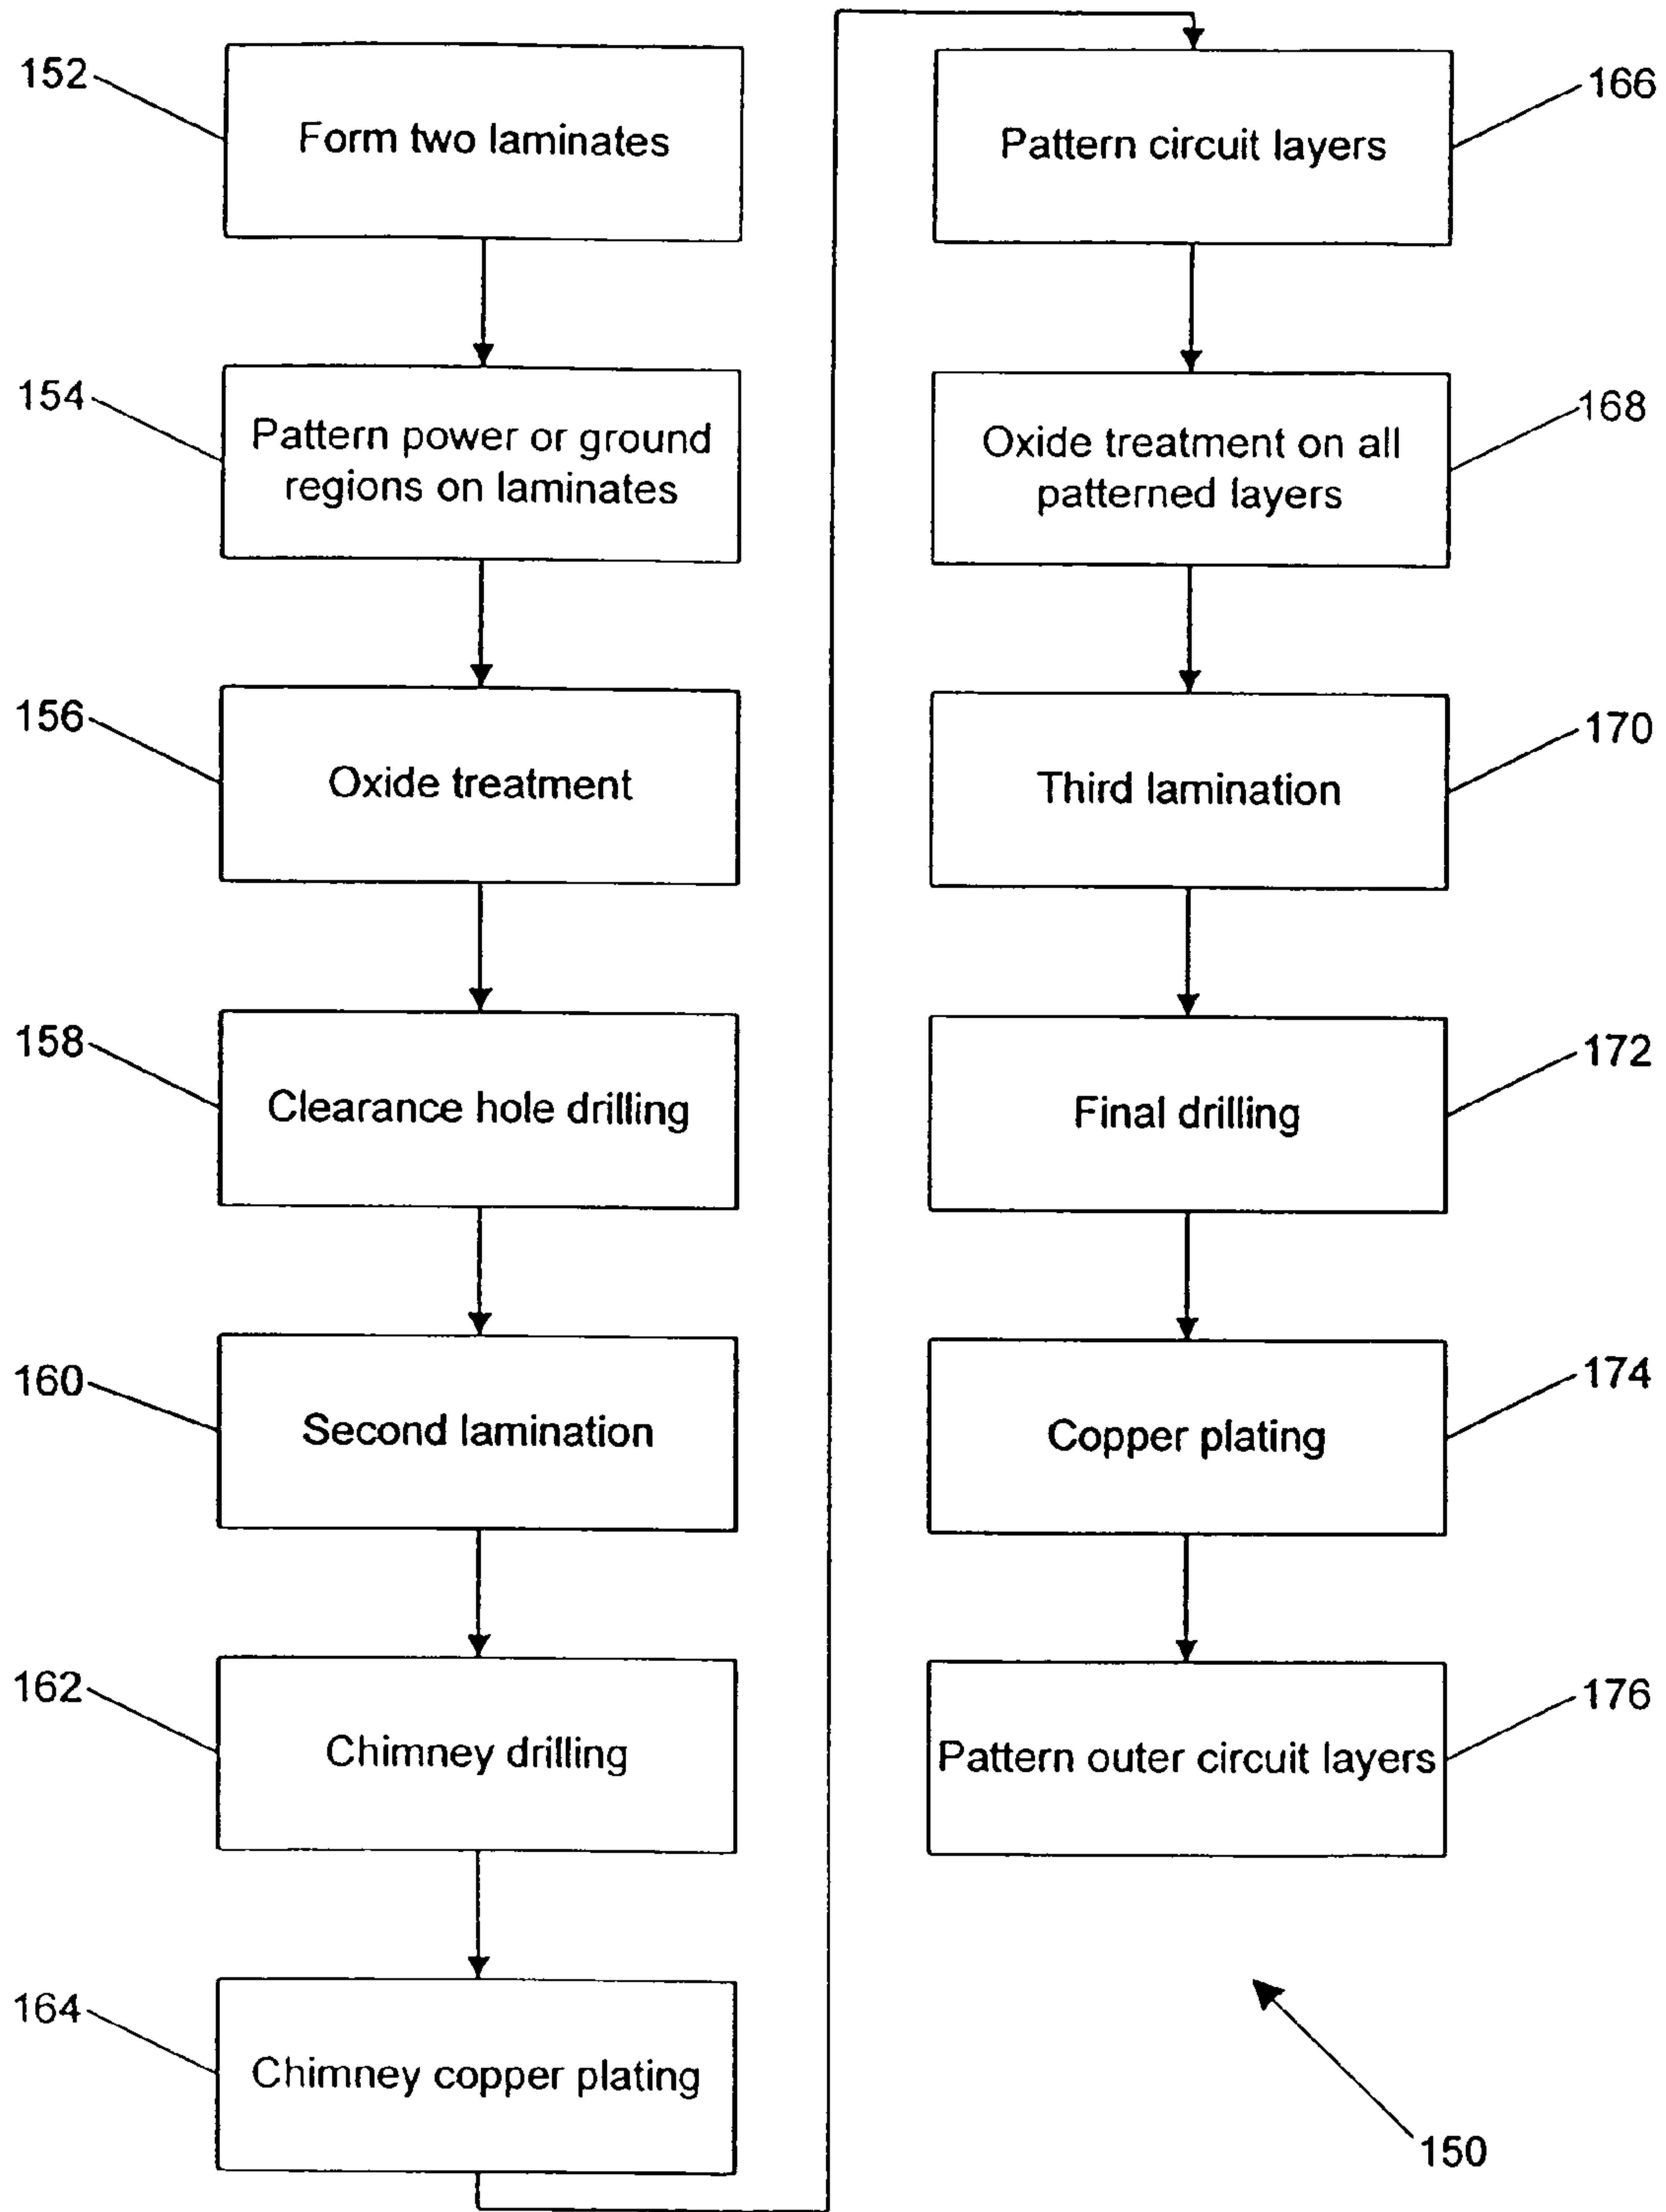 152
Form two laminates
154
Pattern power or ground
regions on laminates
156
Oxide treatment
158
Clearance hole drilling
160
Second lamination
162
Chimney drilling
164
Chimney copper plating
166
Pattern circuit layers
168
Oxide treatment on all
patterned layers
170
Third lamination
172
Final drilling
174
Copper plating
176
Pattern outer circuit layers
150